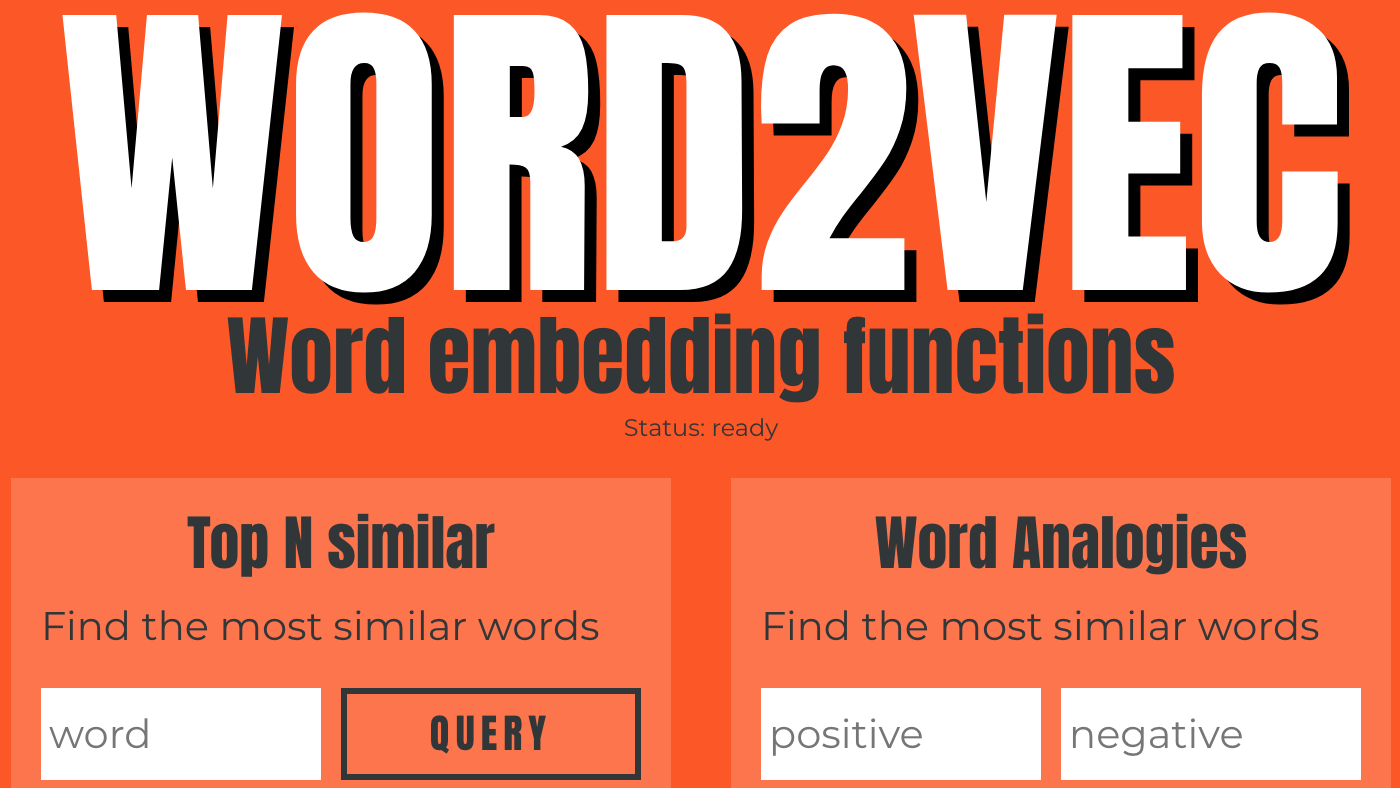 WORD2VEC
Word embedding functions
Status: ready
Top N similar
Find the most similar words
word
QUERY
Word Analogies
Find the most similar words
positive
negative